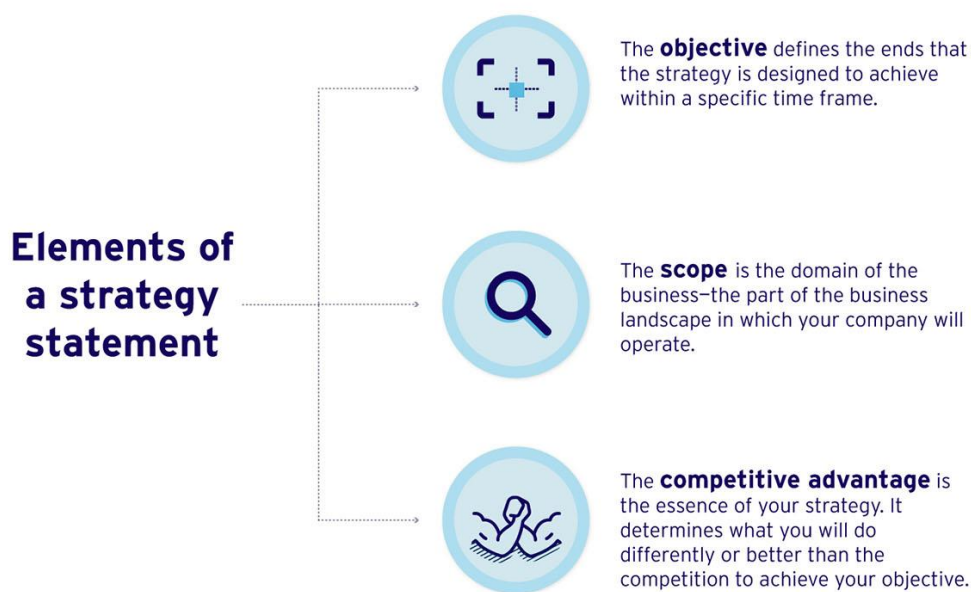 Elements of
a strategy
statement
The objective defines the ends that
the strategy is designed to achieve
within a specific time frame.
The scope is the domain of the
business—the part of the business
landscape in which your company will
operate.
The competitive advantage is
the essence of your strategy. It
determines what you will do
differently or better than the
competition to achieve your objective.